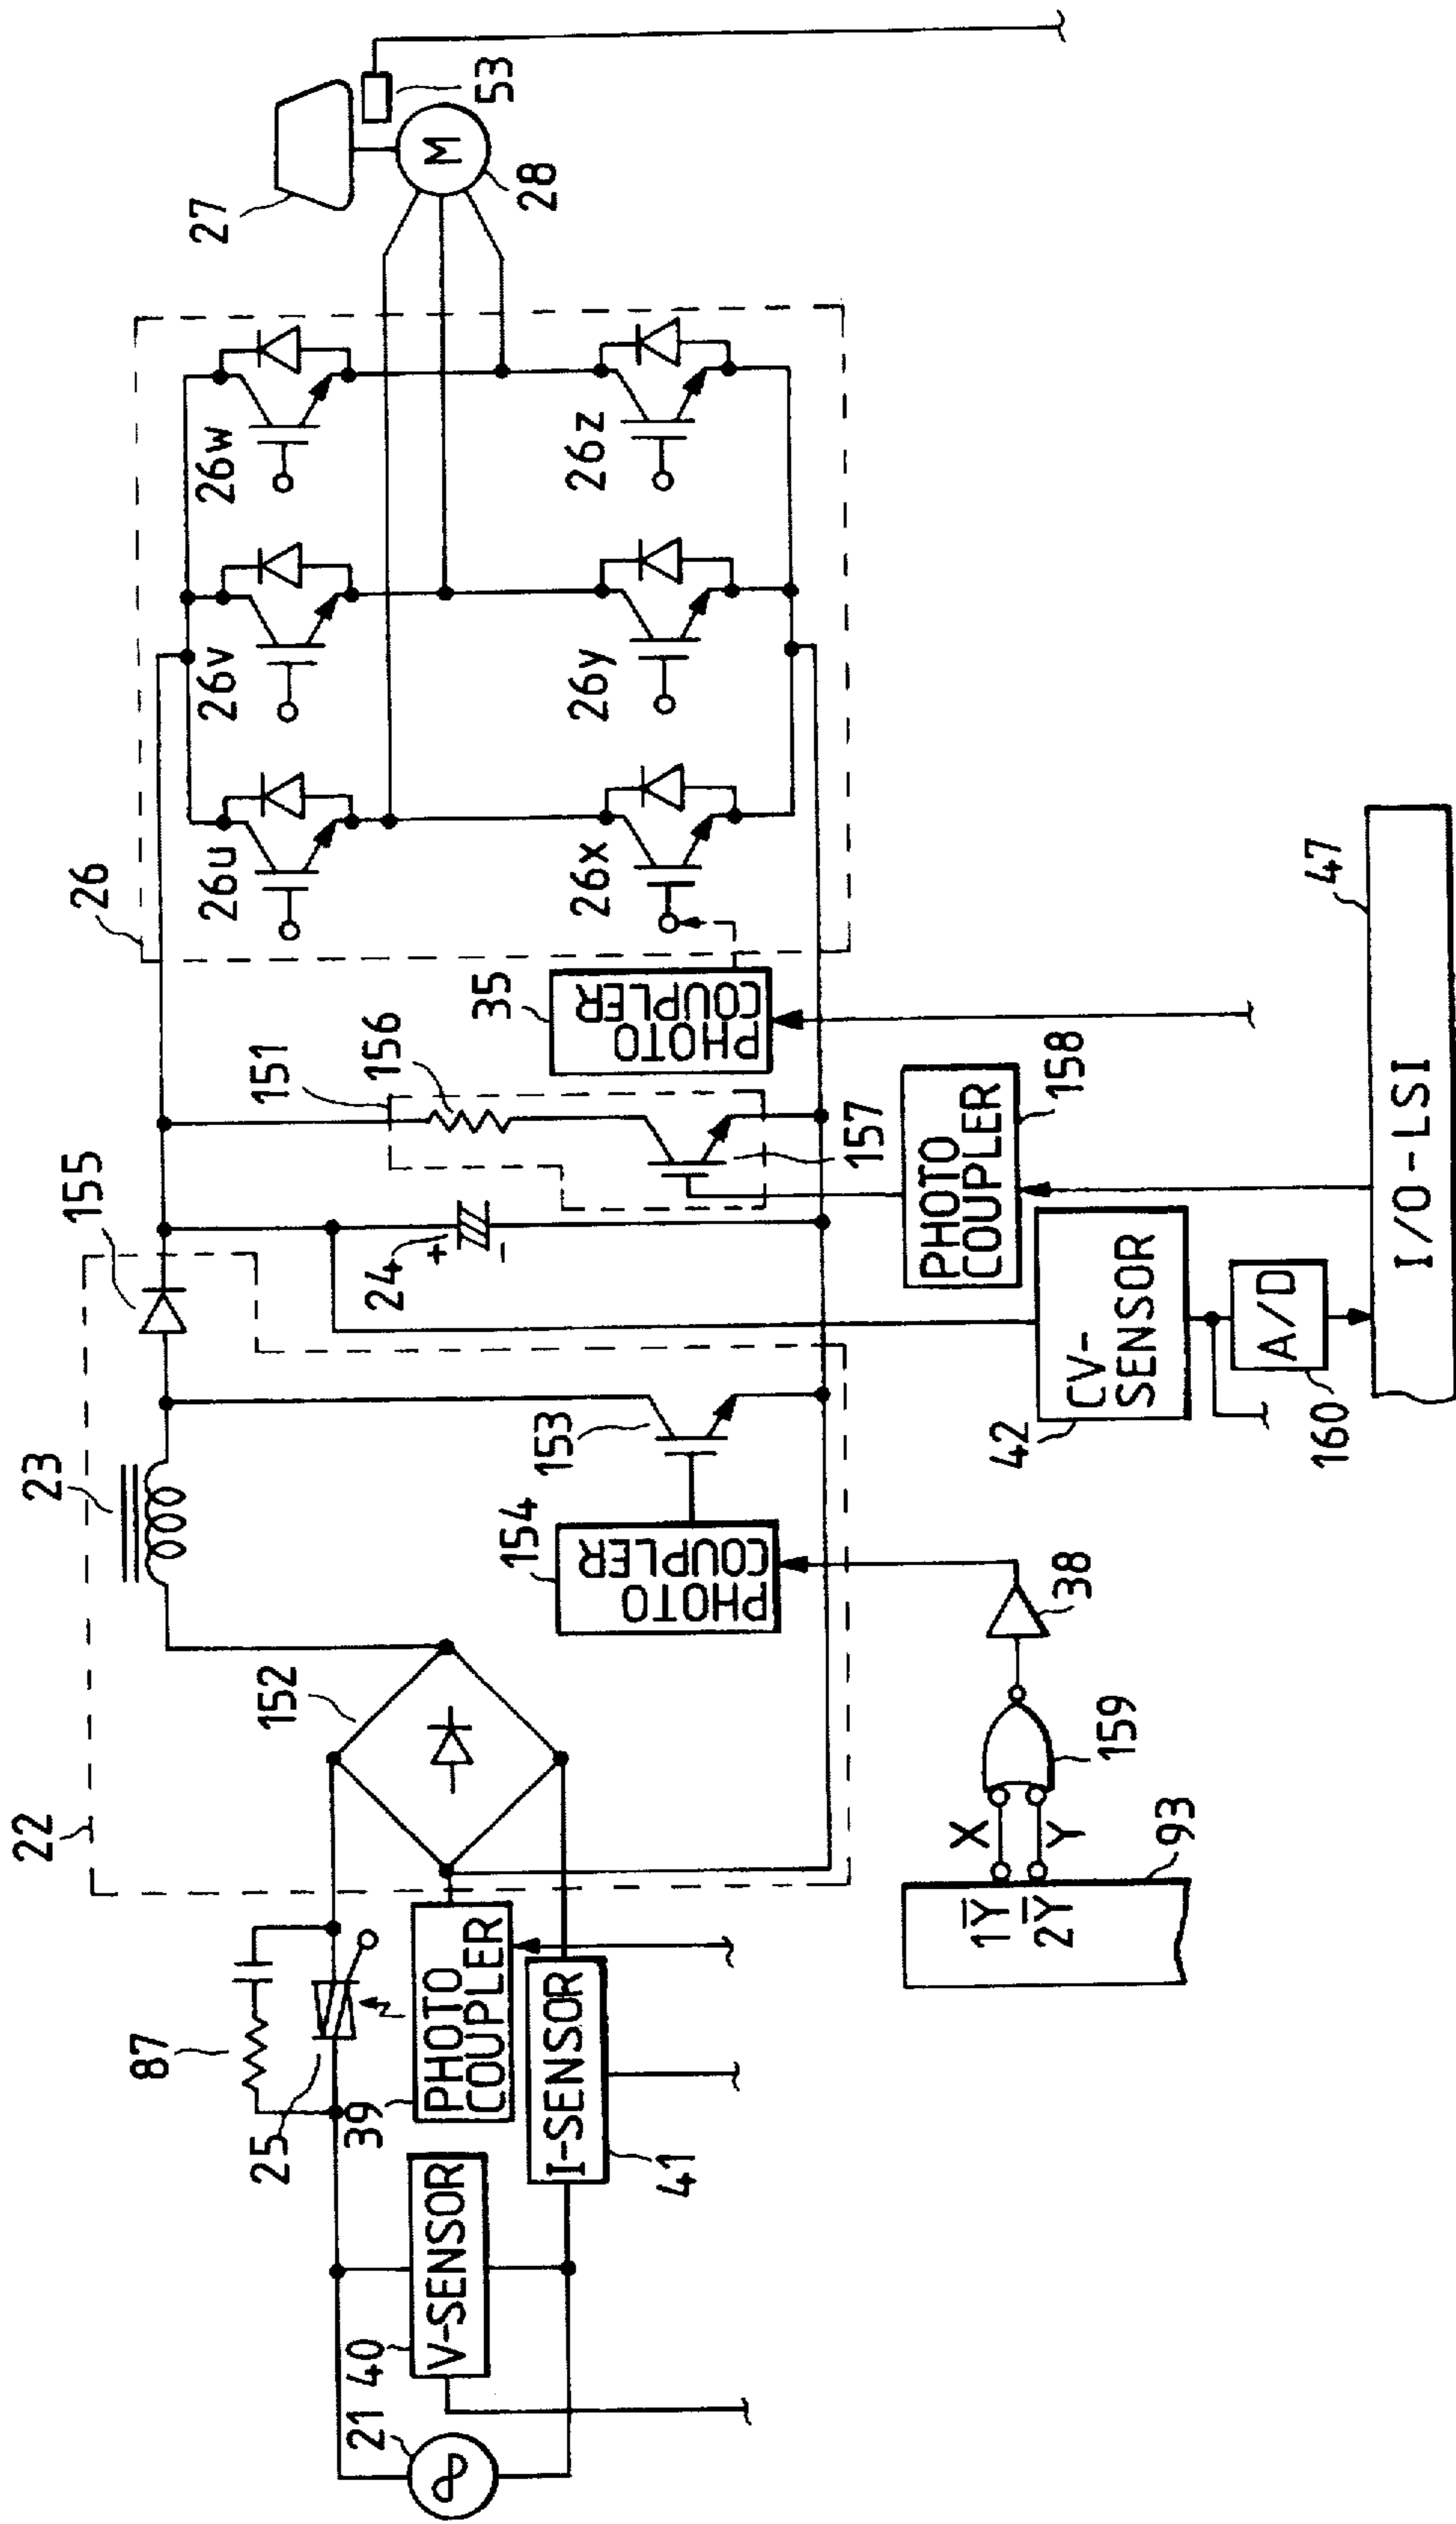 22
23
155
151
156
26
26u
26v
26w
27
M
28
53
87
25
152
24
+
-
35
PHOTO
COUPLER
26x
26y
26z
21
40
V-SENSOR
39
PHOTO
COUPLER
I-SENSOR
41
154
PHOTO
COUPLER
153
157
PHOTO
COUPLER
158
42
CV-
SENSOR
160
A/D
47
I/O-LSI
1Y̅
2Y̅
93
X
Y
159
38